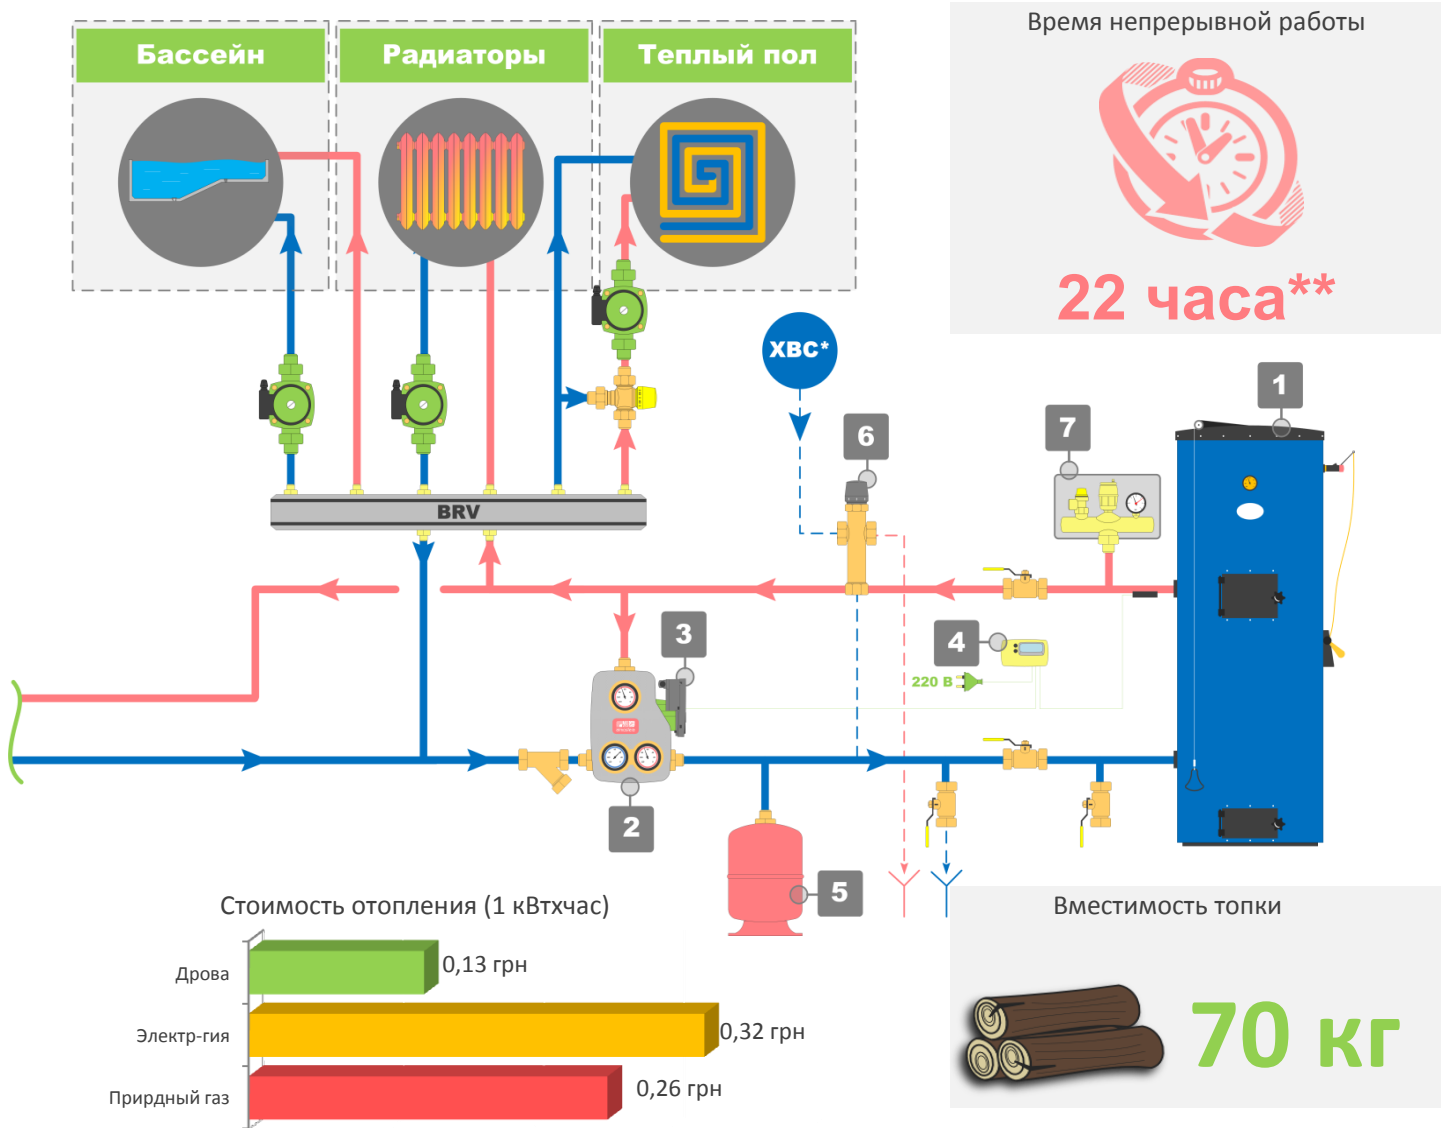 Время непрерывной работы
Бассейн
Радиаторы
Теплый пол
22 часа**
ХВС*
1
6
7
BRV
3
4
220 В
2
5
Стоимость отопления (1 кВтхчас)
Вместимость топки
Дрова
0,13 грн
Электр-гия
0,32 грн
70 кг
Прирдный газ
0,26 грн